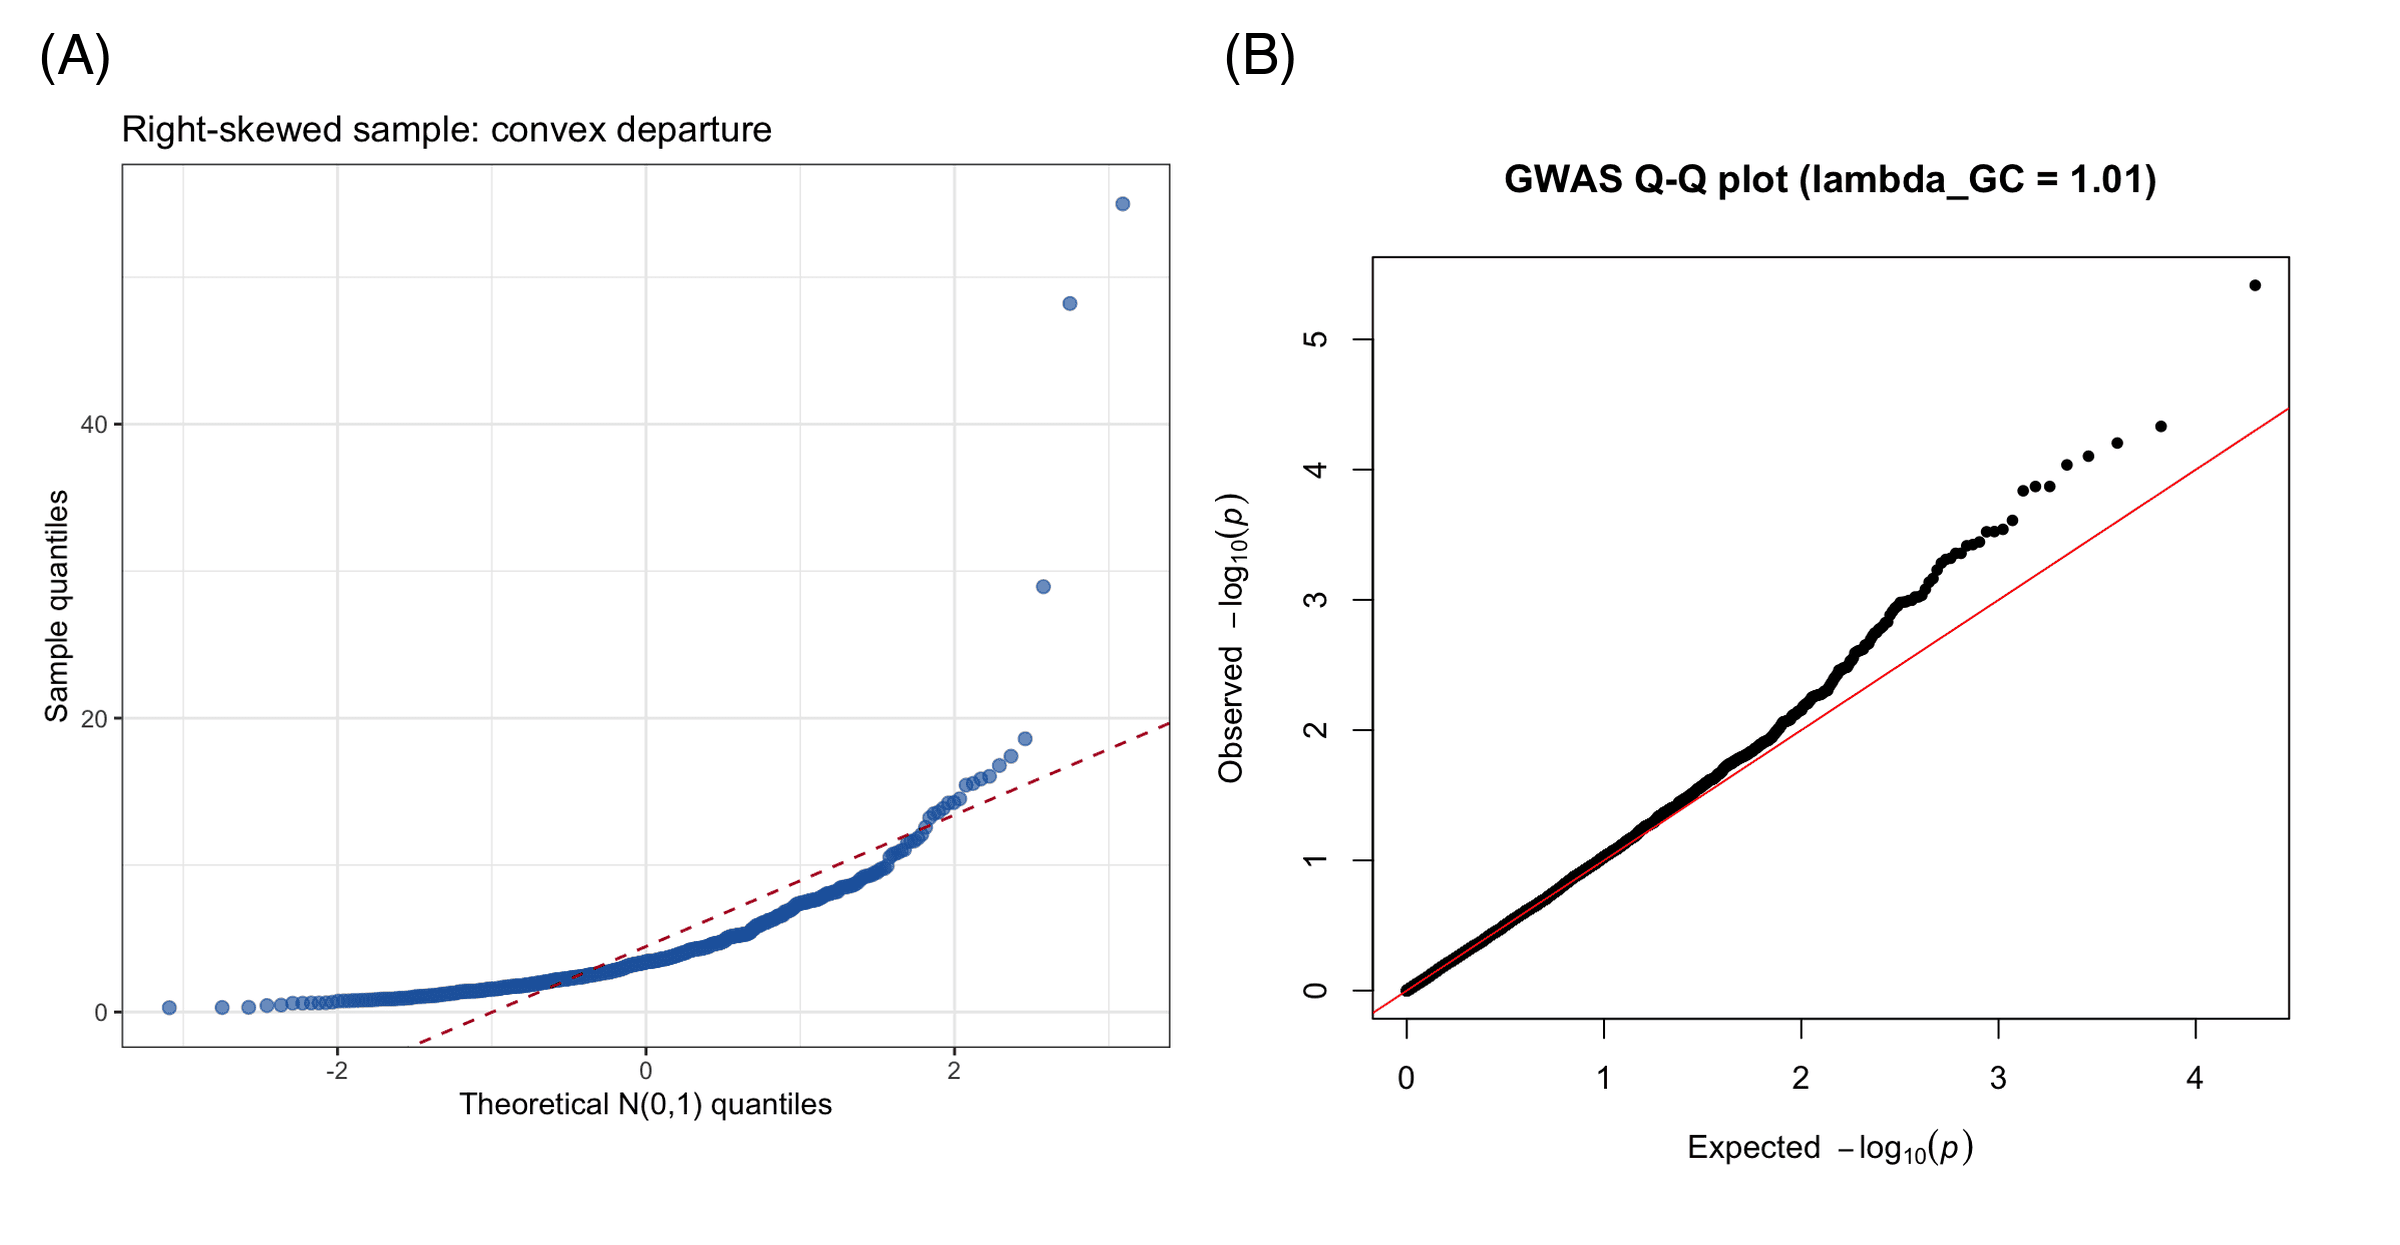 (A)
Right-skewed sample: convex departure
Sample quantiles
40
20
0
-2 0 2
Theoretical N(0,1) quantiles
(B)
GWAS Q-Q plot (lambda_GC = 1.01)
Observed −log10(p)
5
4
3
2
1
0
0 1 2 3 4
Expected −log10(p)